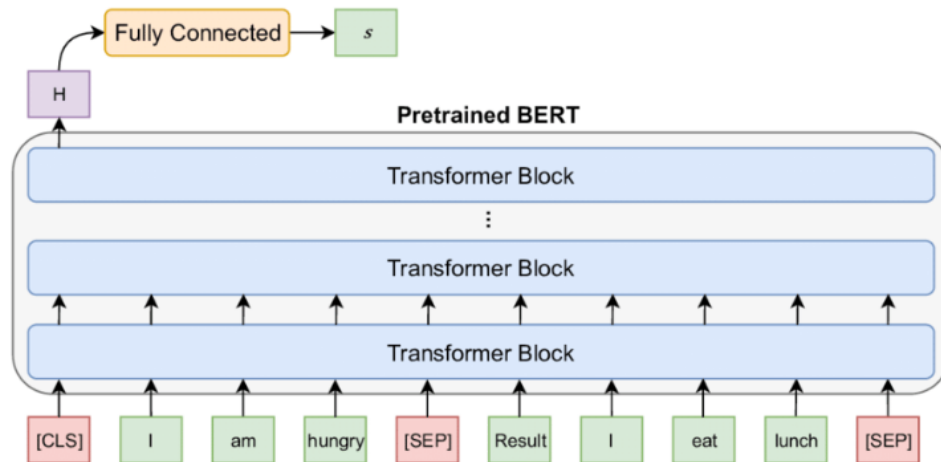 Fully Connected s
H
Pretrained BERT
Transformer Block
⋮
Transformer Block
Transformer Block
[CLS] I am hungry [SEP] Result I eat lunch [SEP]